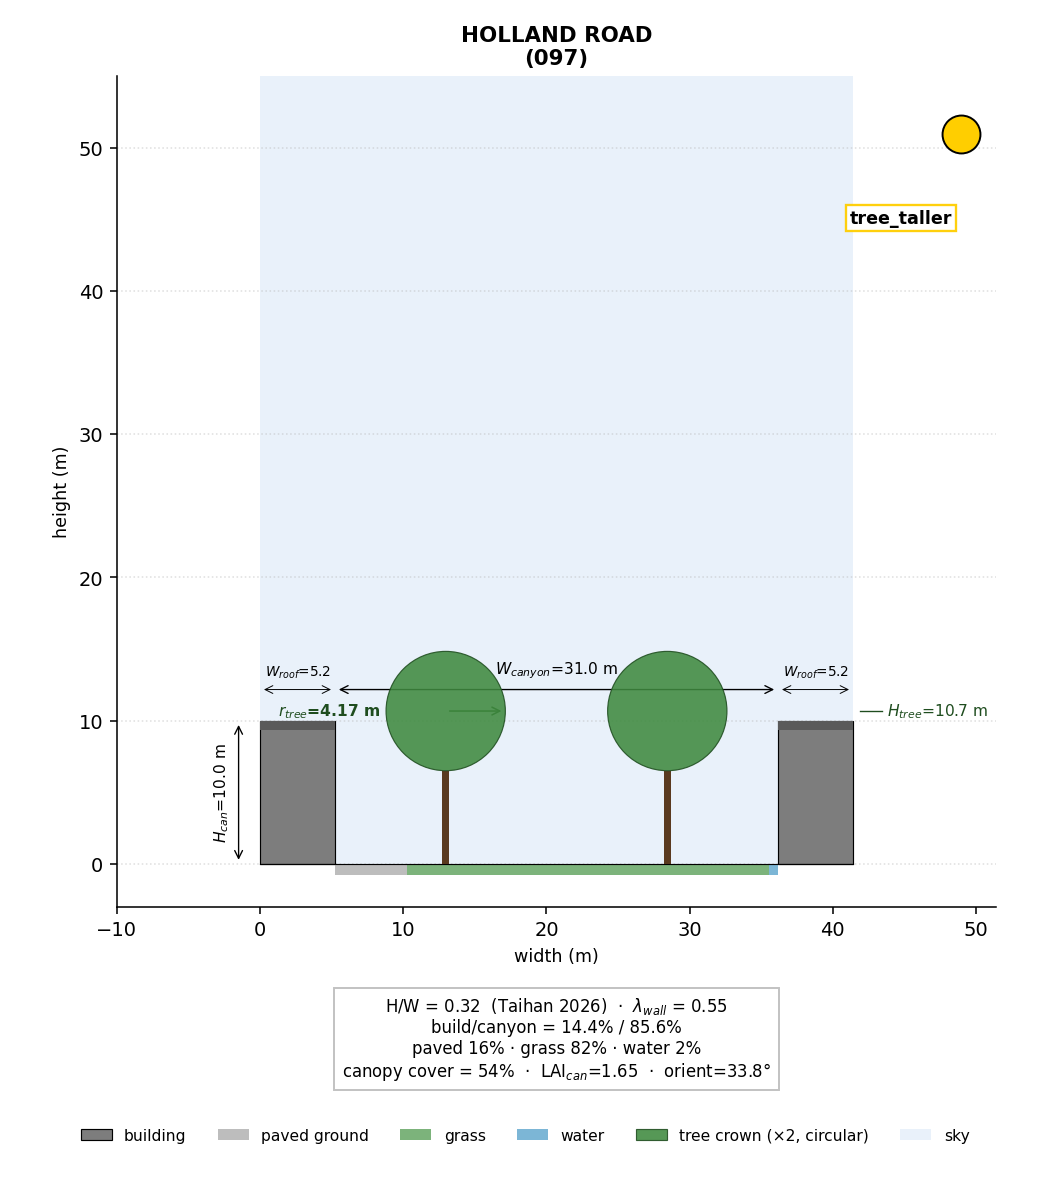 HOLLAND ROAD
(097)
50
tree_taller
40
30
height (m)
20
W_roof=5.2
W_canyon=31.0 m
W_roof=5.2
r_tree=4.17 m
H_tree=10.7 m
10
H_can=10.0 m
0
−10 0 10 20 30 40 50
width (m)
H/W = 0.32 (Taihan 2026) · λ_wall = 0.55
build/canyon = 14.4% / 85.6%
paved 16% · grass 82% · water 2%
canopy cover = 54% · LAI_can=1.65 · orient=33.8°
building paved ground grass water tree crown (×2, circular) sky